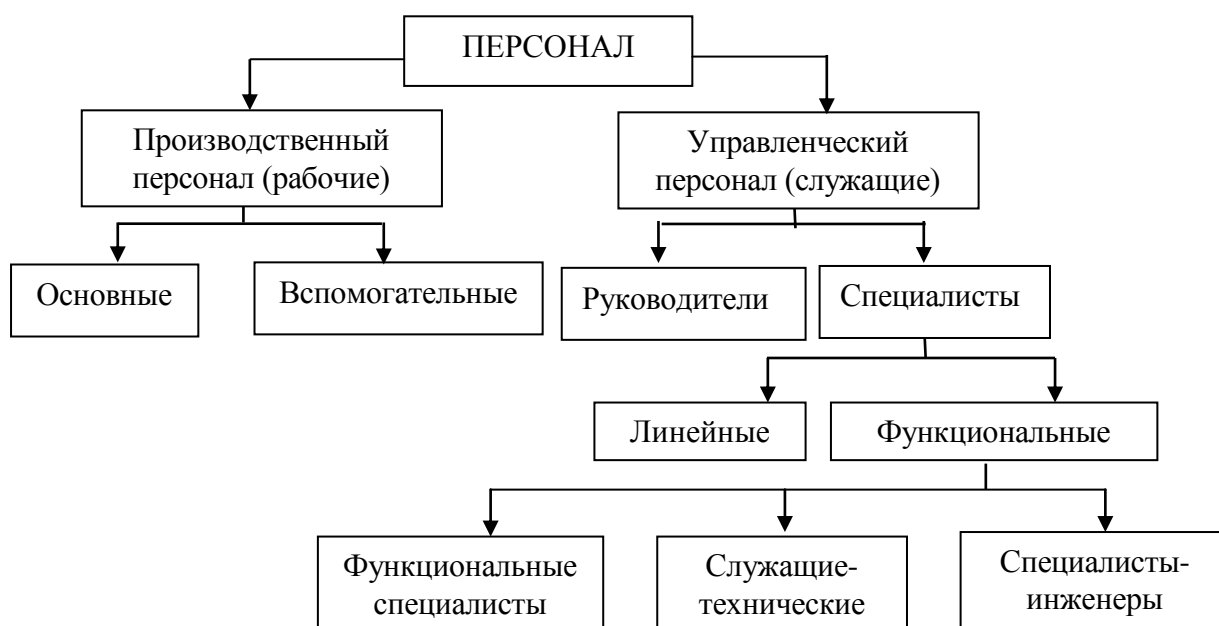 ПЕРСОНАЛ
Производственный
персонал (рабочие)
Управленческий
персонал (служащие)
Основные
Вспомогательные
Руководители
Специалисты
Линейные
Функциональные
Функциональные
специалисты
Служащие-
технические
Специалисты-
инженеры